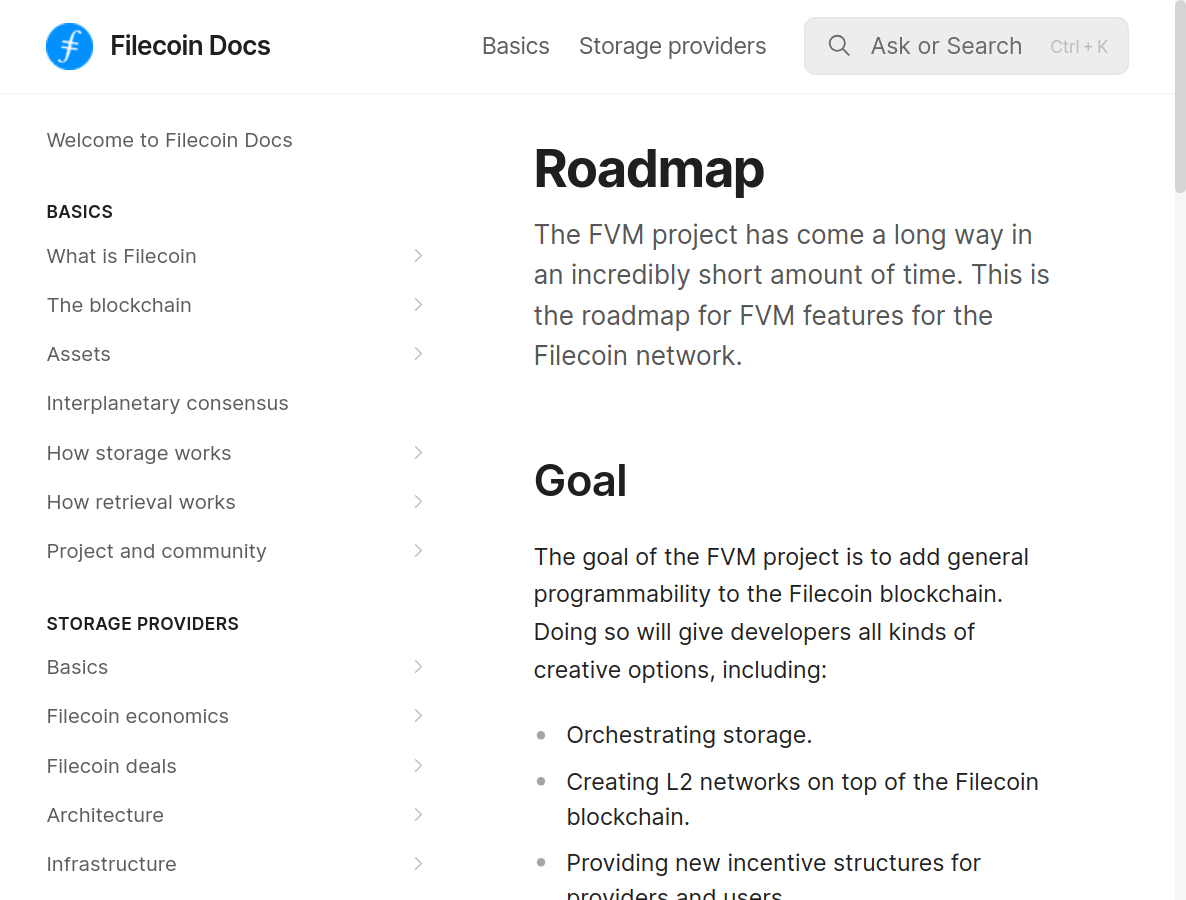 Filecoin Docs
Basics
Storage providers
Ask or Search
Ctrl + K
Welcome to Filecoin Docs
BASICS
What is Filecoin
The blockchain
Assets
Interplanetary consensus
How storage works
How retrieval works
Project and community
STORAGE PROVIDERS
Basics
Filecoin economics
Filecoin deals
Architecture
Infrastructure
Roadmap
The FVM project has come a long way in
an incredibly short amount of time. This is
the roadmap for FVM features for the
Filecoin network.
Goal
The goal of the FVM project is to add general
programmability to the Filecoin blockchain.
Doing so will give developers all kinds of
creative options, including:
Orchestrating storage.
Creating L2 networks on top of the Filecoin
blockchain.
Providing new incentive structures for
providers and users.